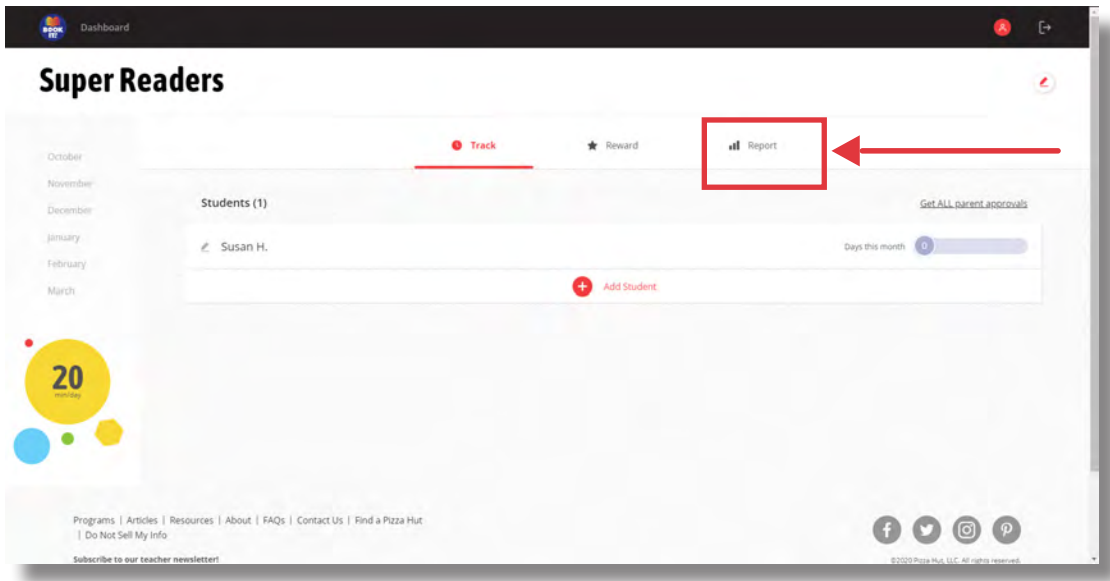 BOOK IT! Dashboard
Super Readers
Track Reward Report
October
November
December
January
February
March
Students (1) Get ALL parent approvals
Susan H. Days this month 0
Add Student
20
min/day
Programs | Articles | Resources | About | FAQs | Contact Us | Find a Pizza Hut
| Do Not Sell My Info
Subscribe to our teacher newsletter!
©2020 Pizza Hut, LLC. All rights reserved.